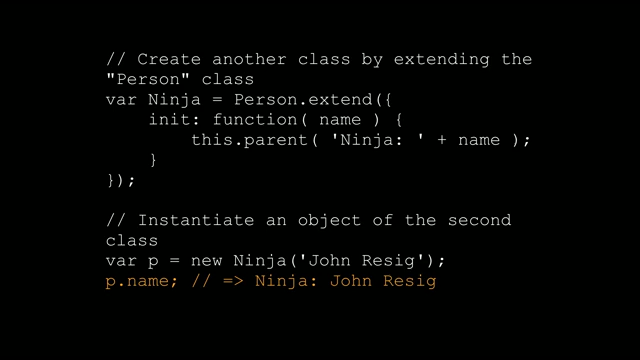 // Create another class by extending the
"Person" class
var Ninja = Person.extend({
    init: function( name ) {
        this.parent( 'Ninja: ' + name );
    }
});

// Instantiate an object of the second
class
var p = new Ninja('John Resig');
p.name; // => Ninja: John Resig